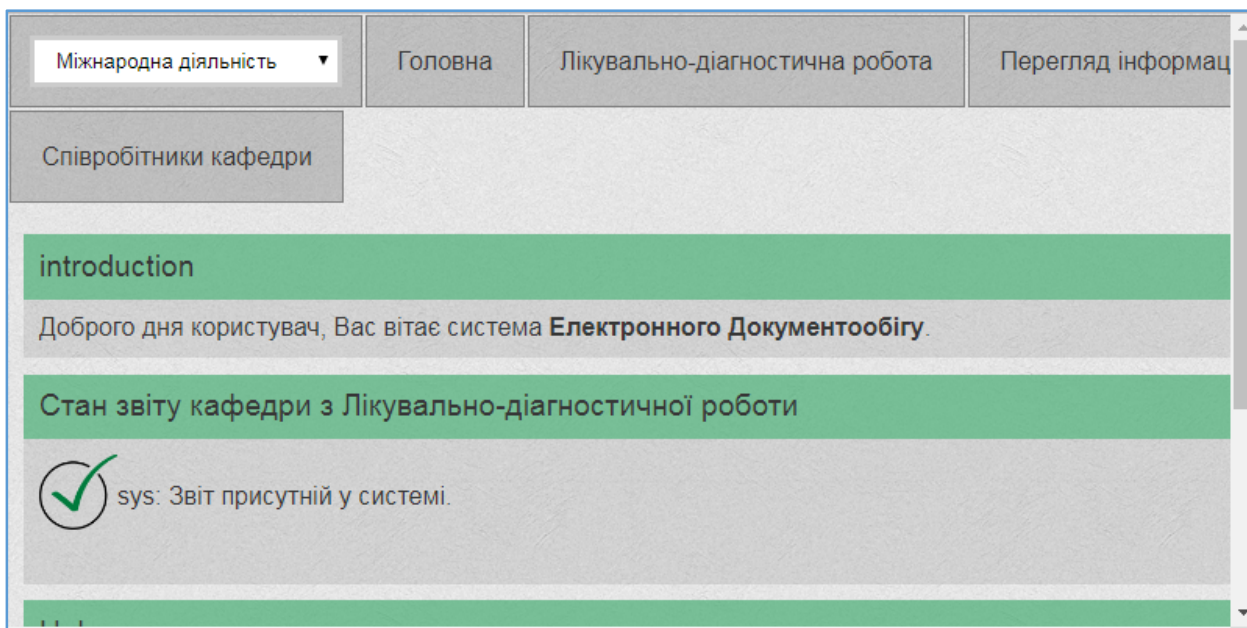 Міжнародна діяльність
Головна
Лікувально-діагностична робота
Перегляд інформац
Співробітники кафедри
introduction
Доброго дня користувач, Вас вітає система Електронного Документообігу.
Стан звіту кафедри з Лікувально-діагностичної роботи
sys: Звіт присутній у системі.